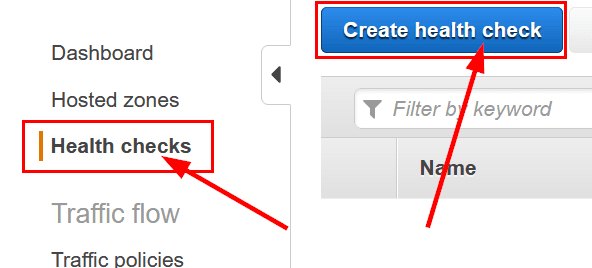 Dashboard
Hosted zones
Health checks
Traffic flow
Traffic policies
Create health check
Filter by keyword
Name